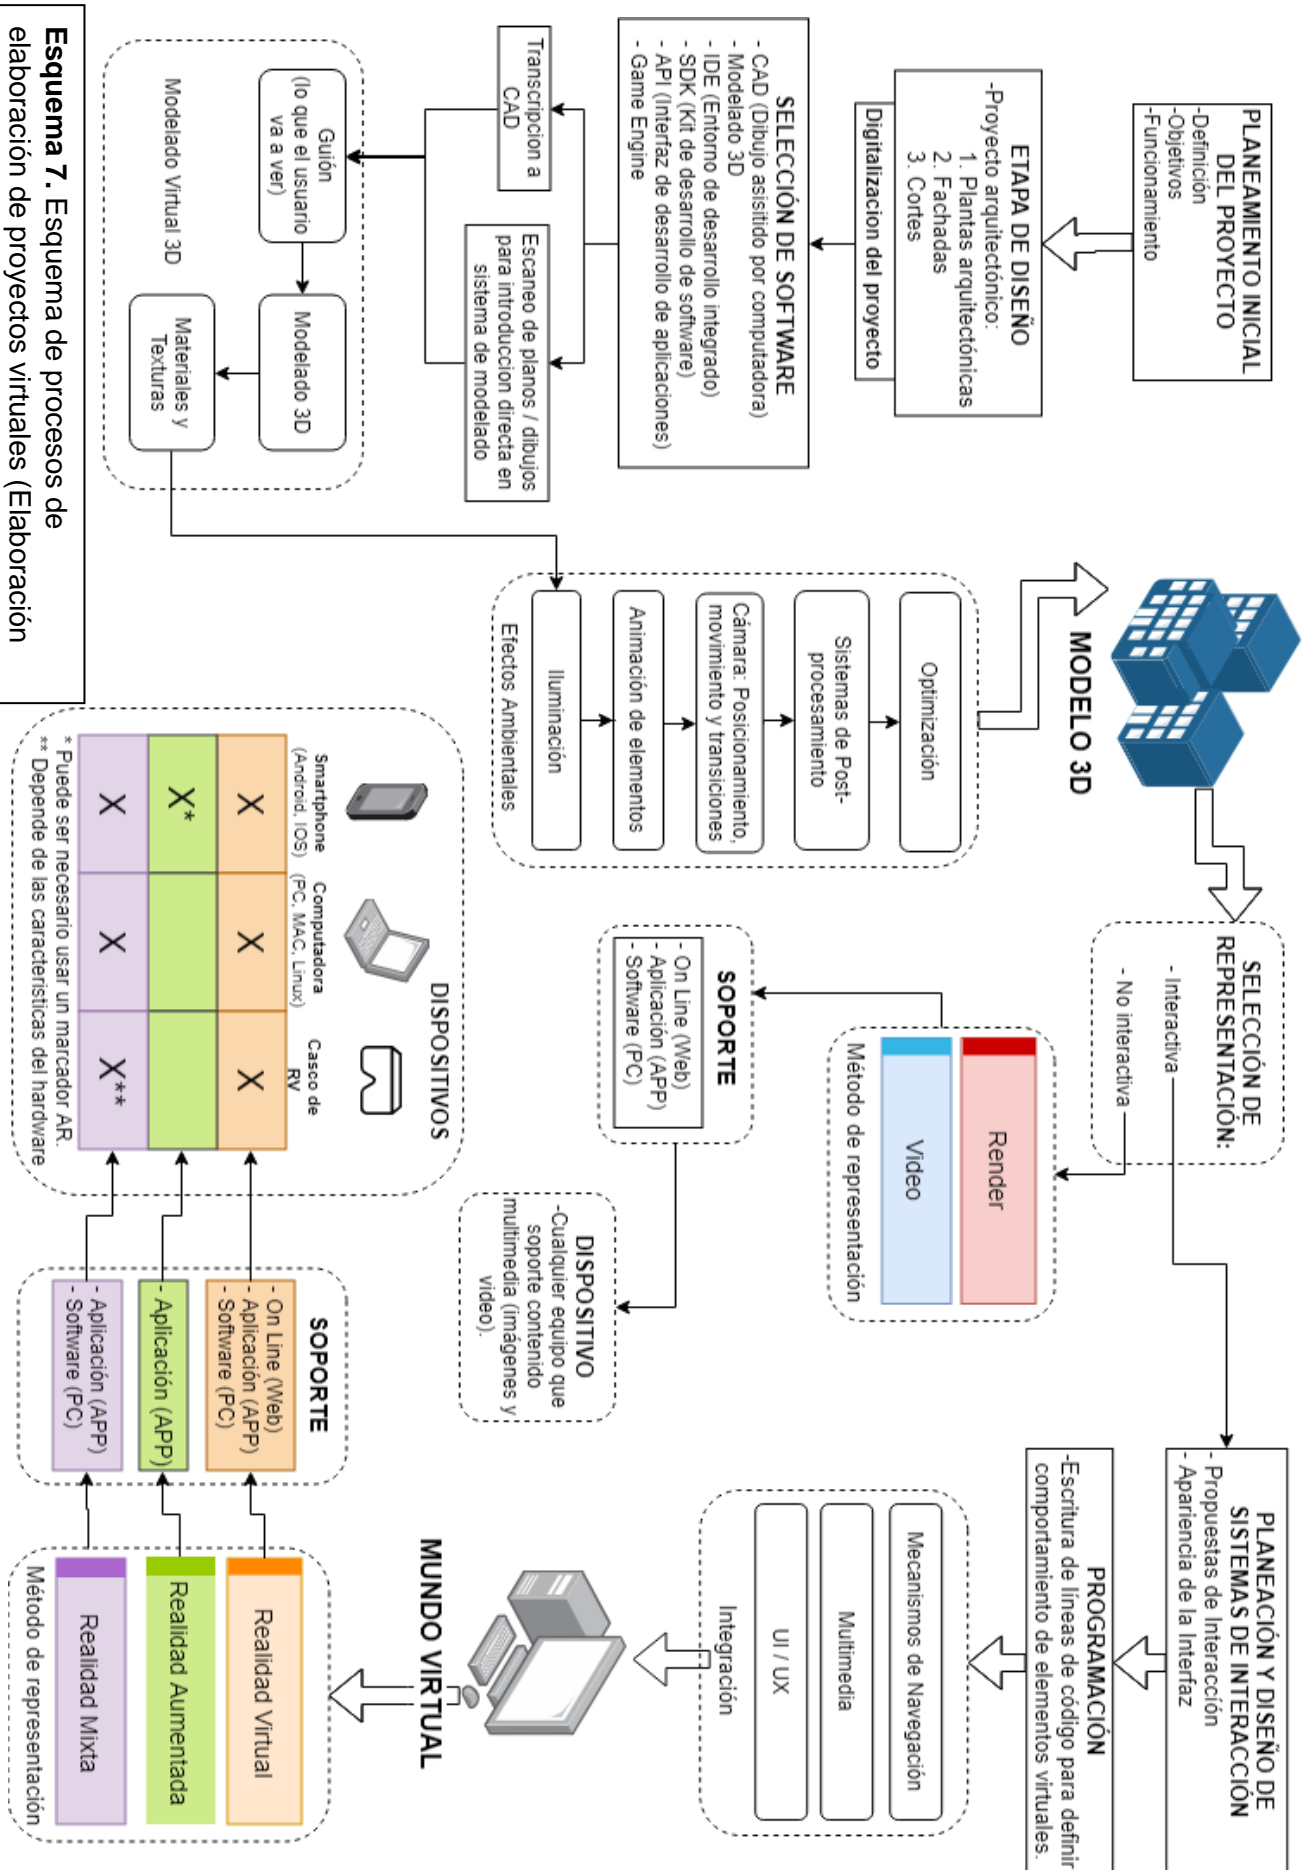 PLANEAMIENTO INICIAL
DEL PROYECTO
-Definición
-Objetivos
-Funcionamiento
ETAPA DE DISEÑO
-Proyecto arquitectónico:
1. Plantas arquitectónicas
2. Fachadas
3. Cortes
Digitalizacion del proyecto
SELECCIÓN DE SOFTWARE
- CAD (Dibujo asisitido por computadora)
- Modelado 3D
- IDE (Entorno de desarrollo integrado)
- SDK (Kit de desarrollo de software)
- API (Interfaz de desarrollo de aplicaciones)
- Game Engine
Transcripcion a
CAD
Escaneo de planos / dibujos
para introduccion directa en
sistema de modelado
Guión
(lo que el usuario
va a ver)
Modelado 3D
Materiales y
Texturas
Modelado Virtual 3D
MODELO 3D
Optimización
Sistemas de Post-
procesamiento
Cámara: Posicionamiento,
movimiento y transiciones
Animación de elementos
Iluminación
Efectos Ambientales
SELECCIÓN DE
REPRESENTACIÓN:
- Interactiva
- No interactiva
Render
Video
Método de representación
SOPORTE
- On Line (Web)
- Aplicación (APP)
- Software (PC)
DISPOSITIVO
-Cualquier equipo que
soporte contenido
multimedia (imágenes y
video).
PLANEACIÓN Y DISEÑO DE
SISTEMAS DE INTERACCIÓN
- Propuestas de Interacción
- Apariencia de la Interfaz
PROGRAMACIÓN
-Escritura de líneas de código para definir
comportamiento de elementos virtuales.
Mecanismos de Navegación
Multimedia
UI / UX
Integración
MUNDO VIRTUAL
Realidad Virtual
Realidad Aumentada
Realidad Mixta
Método de representación
SOPORTE
- On Line (Web)
- Aplicación (APP)
- Software (PC)
- Aplicación (APP)
- Aplicación (APP)
- Software (PC)
DISPOSITIVOS
Smartphone
(Android, IOS)
Computadora
(PC, MAC, Linux)
Casco de
RV
X X X
X*
X X X**
* Puede ser necesario usar un marcador AR.
** Depende de las caracteristicas del hardware
Esquema 7. Esquema de procesos de
elaboración de proyectos virtuales (Elaboración